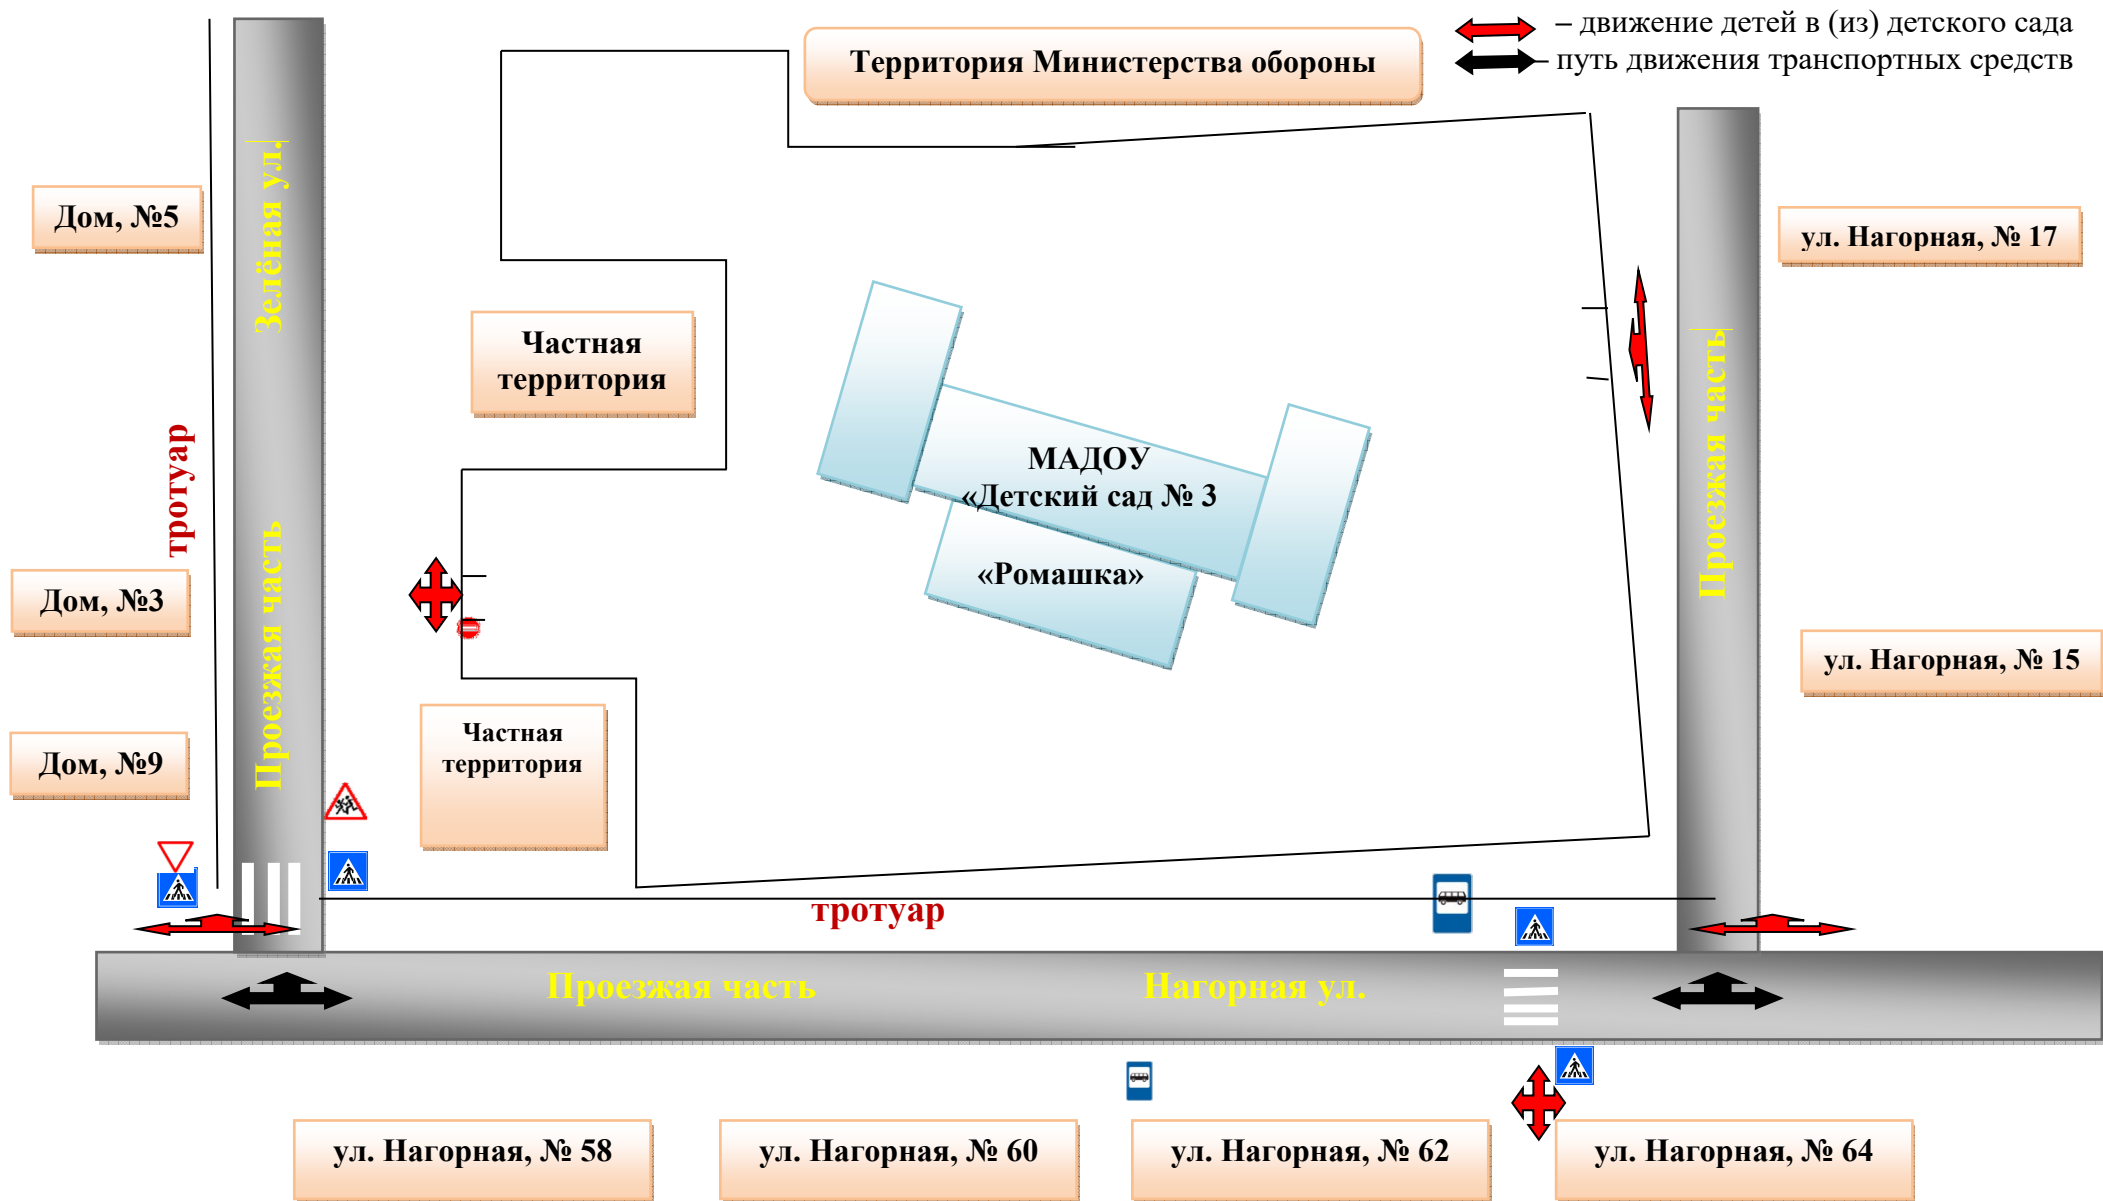 – движение детей в (из) детского сада
– путь движения транспортных средств
Территория Министерства обороны
Зелёная ул.
Дом, №5
ул. Нагорная, № 17
Частная
территория
Проезжая часть
тротуар
МАДОУ
«Детский сад № 3
«Ромашка»
Проезжая часть
Дом, №3
ул. Нагорная, № 15
Дом, №9
Частная
территория
тротуар
Проезжая часть
Нагорная ул.
ул. Нагорная, № 58
ул. Нагорная, № 60
ул. Нагорная, № 62
ул. Нагорная, № 64